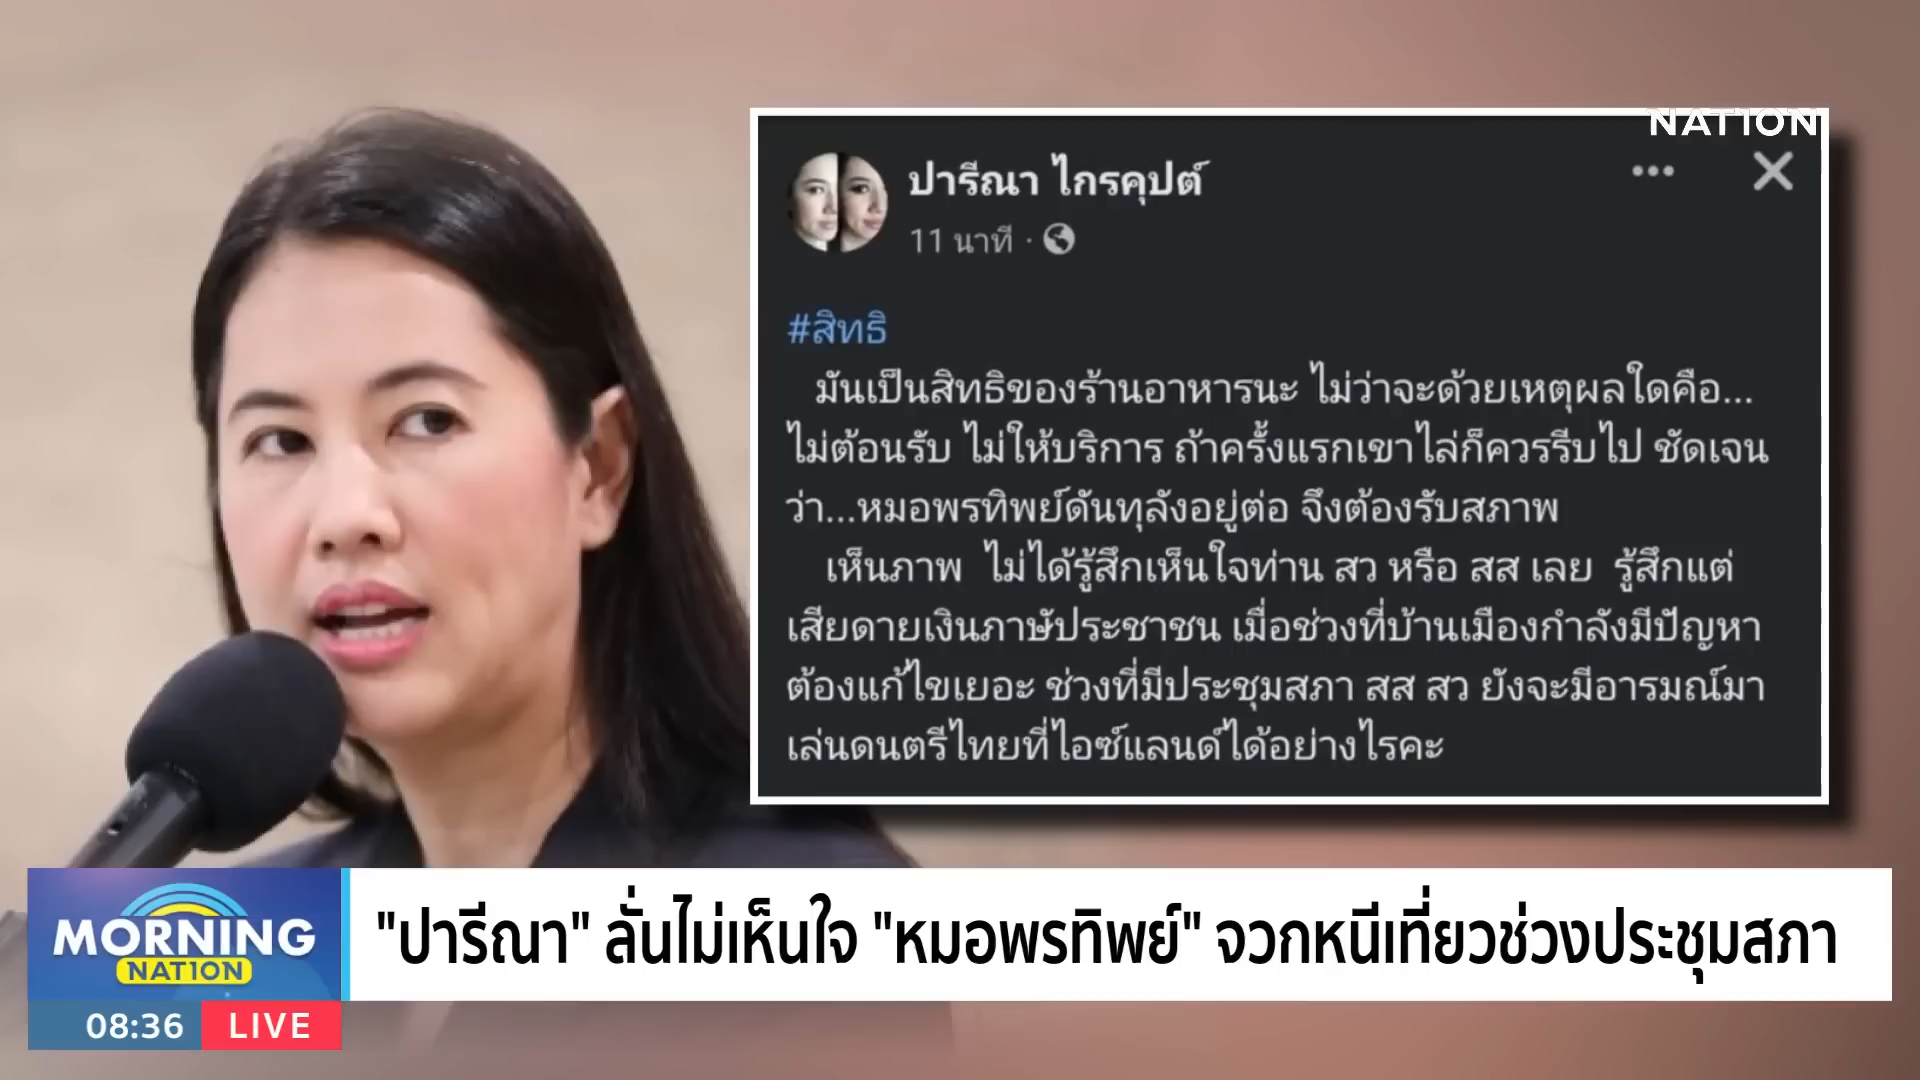 NATION
ปารีณา ไกรคุปต์
11 นาที ·
#สิทธิ
มันเป็นสิทธิของร้านอาหารนะ ไม่ว่าจะด้วยเหตุผลใดคือ...
ไม่ต้อนรับ ไม่ให้บริการ ถ้าครั้งแรกเขาไล่ก็ควรรีบไป ชัดเจน
ว่า...หมอพรทิพย์ดันทุลังอยู่ต่อ จึงต้องรับสภาพ
เห็นภาพ ไม่ได้รู้สึกเห็นใจท่าน สว หรือ สส เลย รู้สึกแต่
เสียดายเงินภาษัประชาชน เมื่อช่วงที่บ้านเมืองกำลังมีปัญหา
ต้องแก้ไขเยอะ ช่วงที่มีประชุมสภา สส สว ยังจะมีอารมณ์มา
เล่นดนตรีไทยที่ไอซ์แลนด์ได้อย่างไรคะ
MORNING
NATION
"ปารีณา" ลั่นไม่เห็นใจ "หมอพรทิพย์" จวกหนีเที่ยวช่วงประชุมสภา
08:36 LIVE